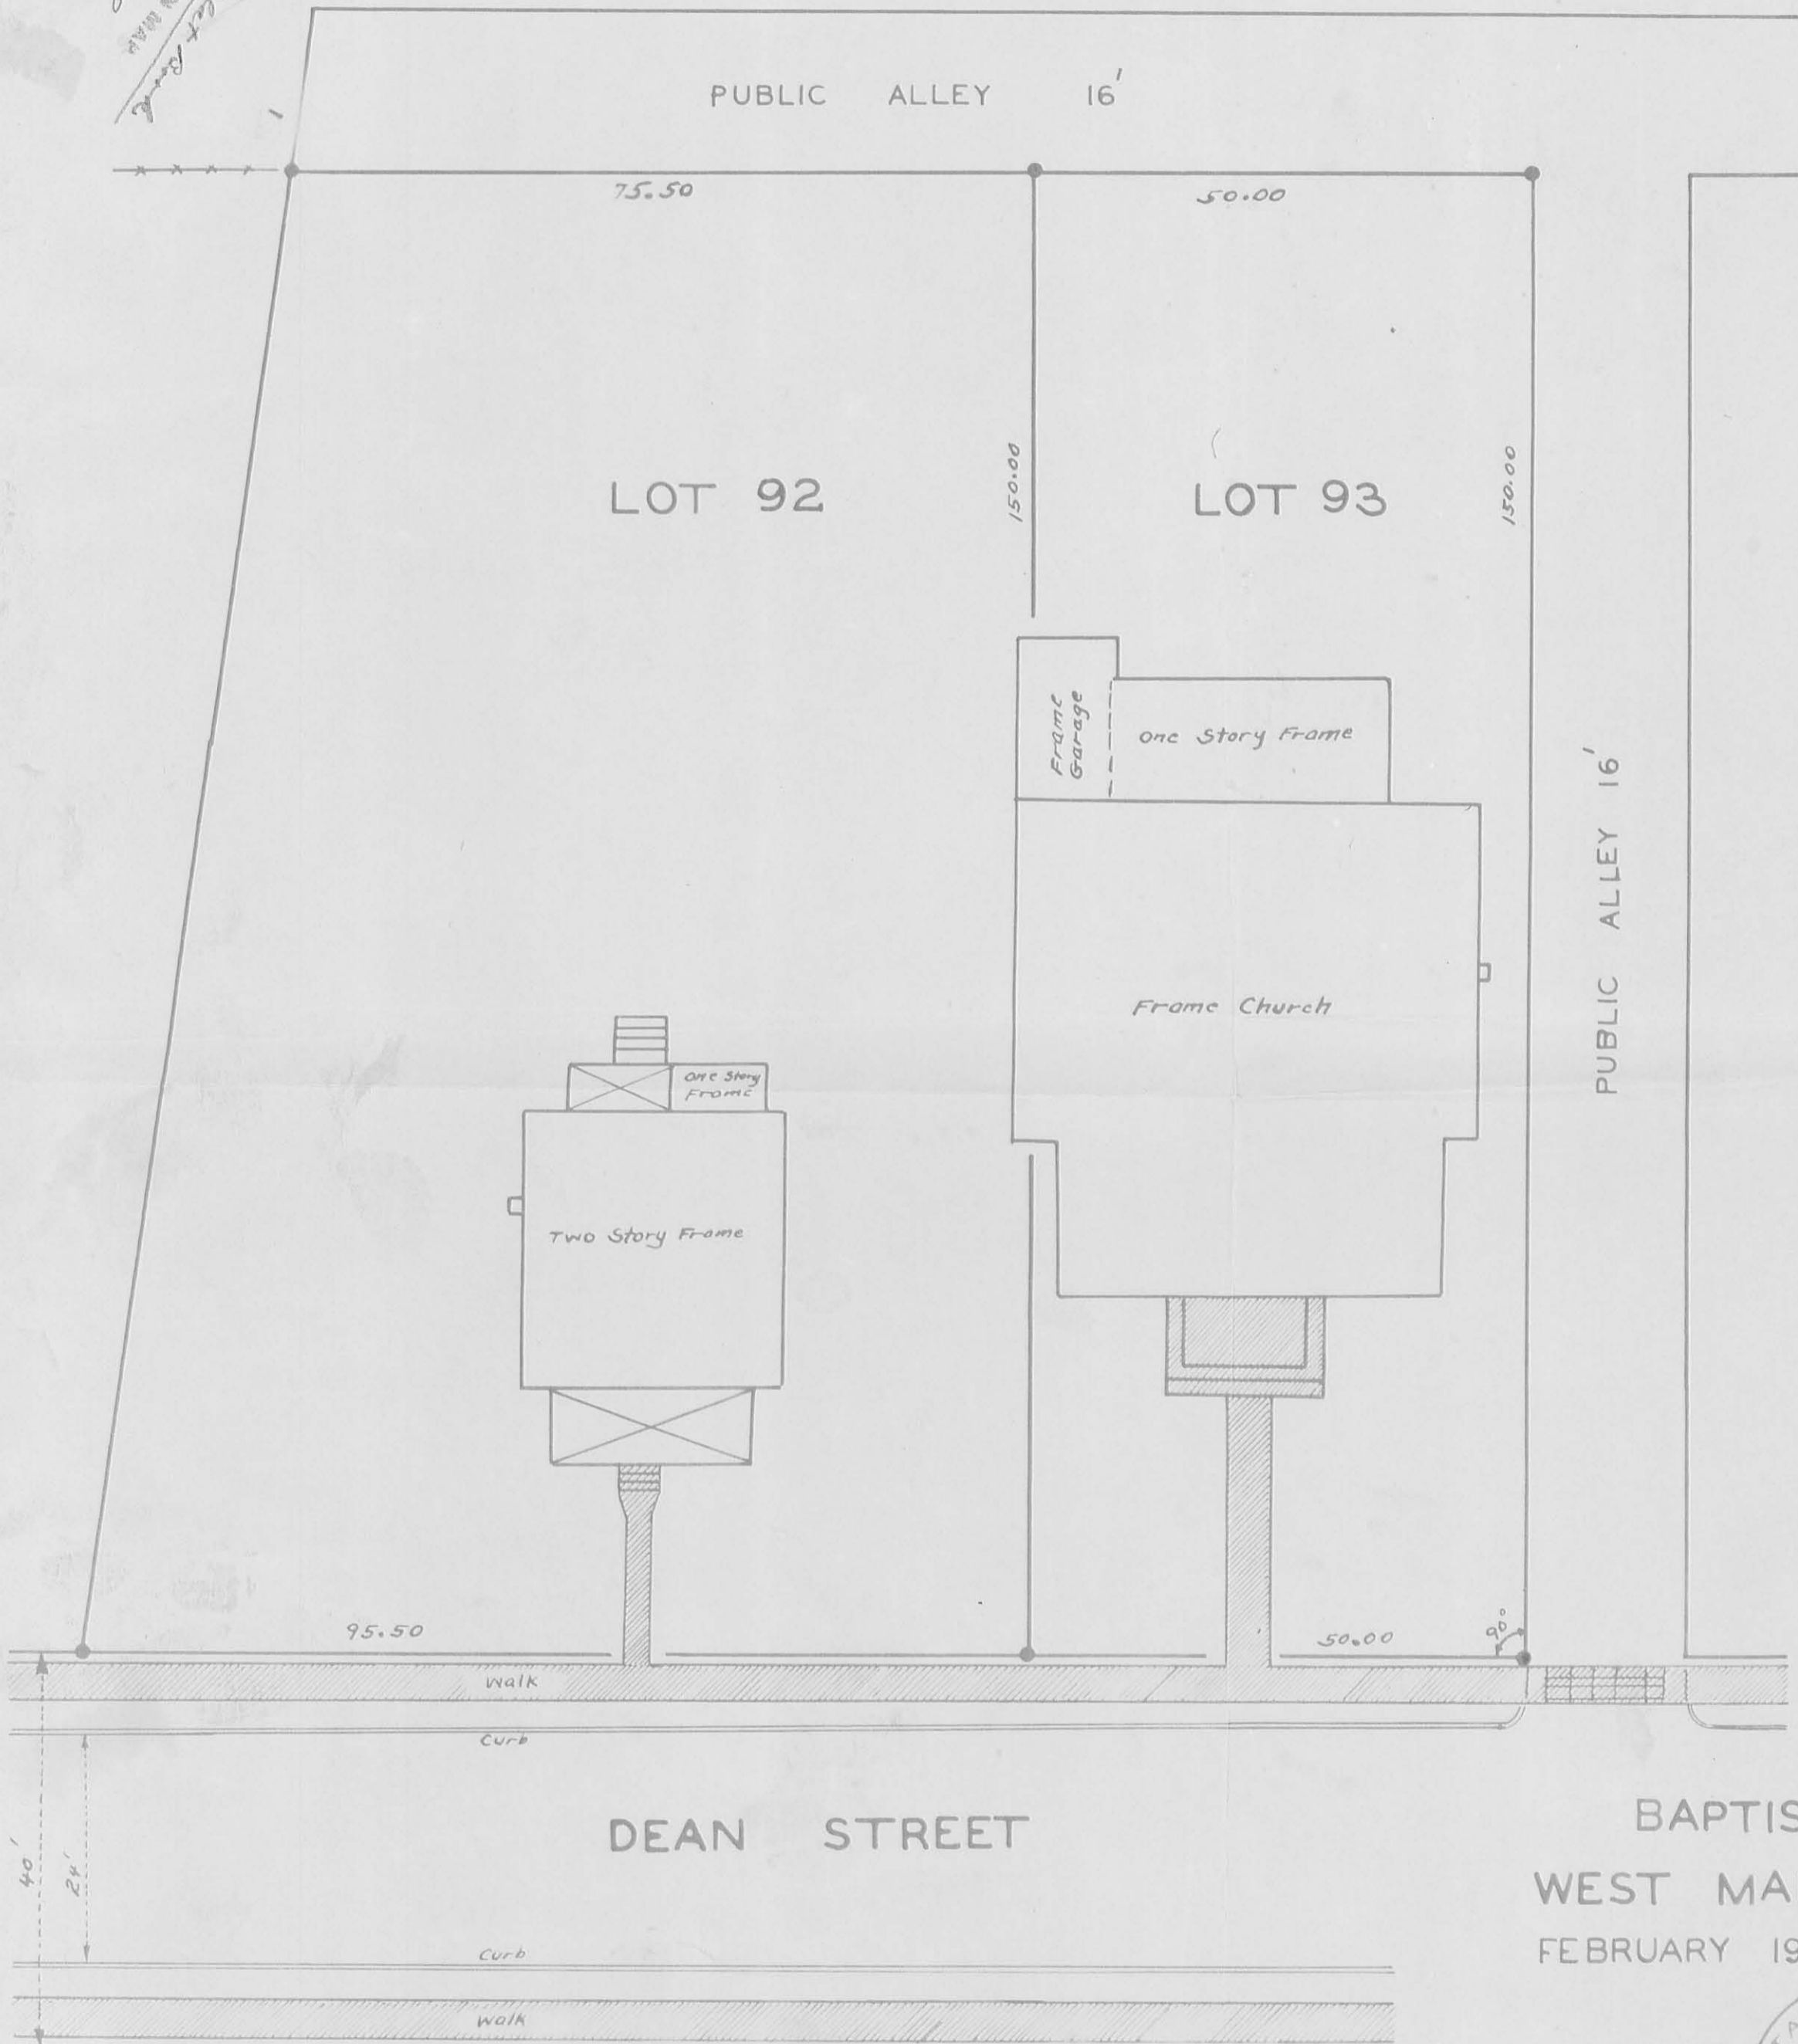 PUBLIC ALLEY 16'
75.50
50.00
LOT 92
150.00
LOT 93
150.00
Frame
Garage
One Story Frame
PUBLIC ALLEY 16'
Frame Church
One Story
Frame
Two Story Frame
95.50
50.00
90°
Walk
Curb
DEAN STREET
40'
24'
BAPTIS
WEST MA
FEBRUARY 19
Curb
Walk